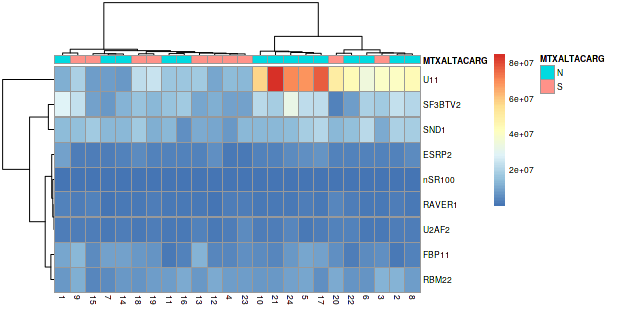 MTXALTACARG
U11
SF3BTV2
SND1
ESRP2
nSR100
RAVER1
U2AF2
FBP11
RBM22
1 9 15 7 14 18 19 11 16 13 12 4 23 10 21 24 5 17 20 22 6 3 2 8
8e+07
6e+07
4e+07
2e+07
MTXALTACARG
N
S